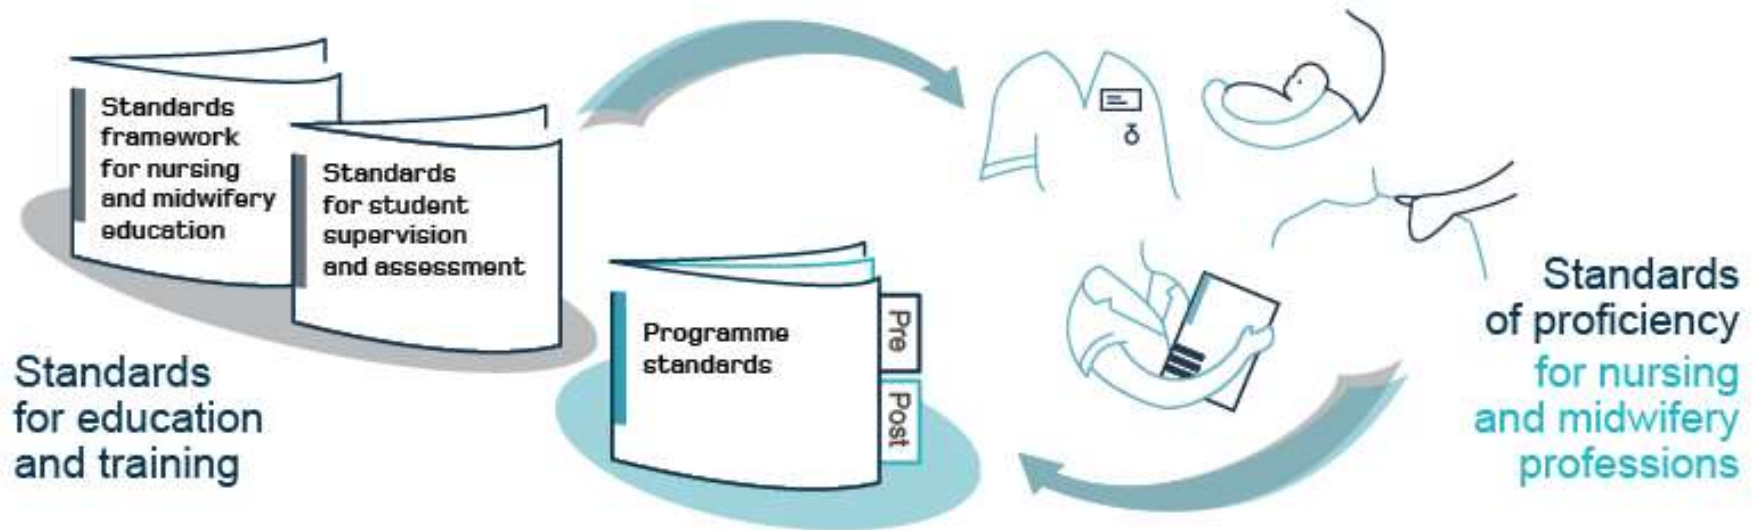 Standards
framework
for nursing
and midwifery
education
Standards
for student
supervision
and assessment
Programme
standards
Pre
Post
Standards
for education
and training
Standards
of proficiency
for nursing
and midwifery
professions